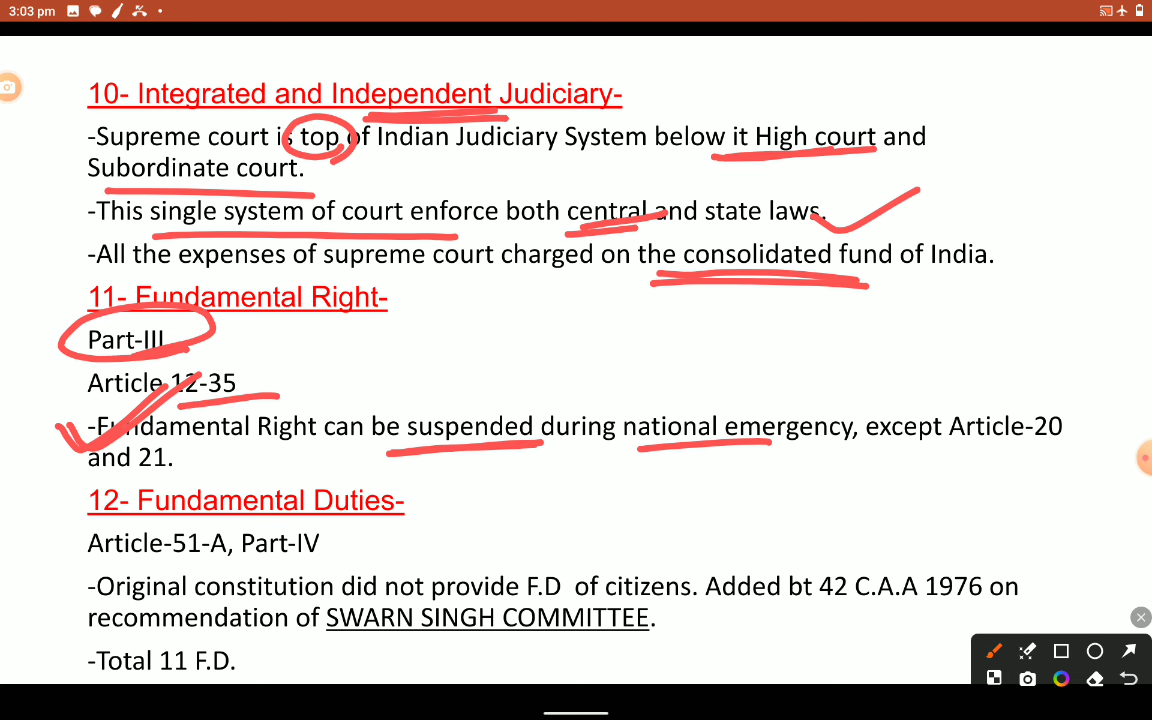 3:03 pm
10- Integrated and Independent Judiciary-
-Supreme court is top of Indian Judiciary System below it High court and
Subordinate court.
-This single system of court enforce both central and state laws.
-All the expenses of supreme court charged on the consolidated fund of India.
11- Fundamental Right-
Part-III
Article 12-35
-Fundamental Right can be suspended during national emergency, except Article-20
and 21.
12- Fundamental Duties-
Article-51-A, Part-IV
-Original constitution did not provide F.D of citizens. Added bt 42 C.A.A 1976 on
recommendation of SWARN SINGH COMMITTEE.
-Total 11 F.D.